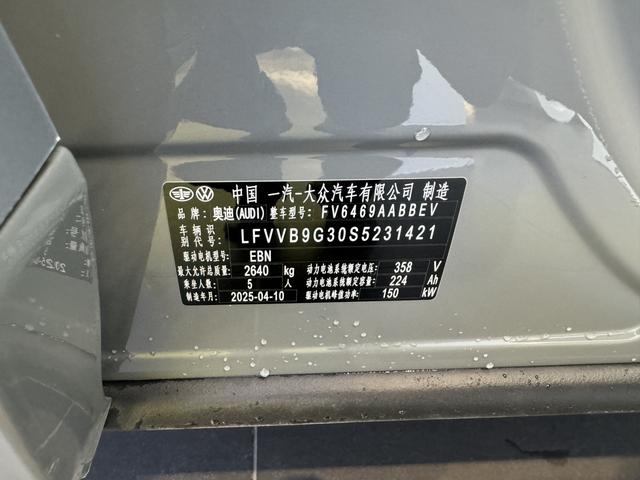 中国 一汽-大众汽车有限公司 制造
品牌: 奥迪(AUDI) 整车型号: FV6469AABBEV
车辆识别代号: LFVVB9G30S5231421
驱动电机型号: EBN
最大允许总质量: 2640 kg 动力电池系统额定电压: 358 V
乘坐人数: 5 人 动力电池系统额定容量: 224 Ah
制造年月: 2025-04-10 驱动电机峰值功率: 150 kW